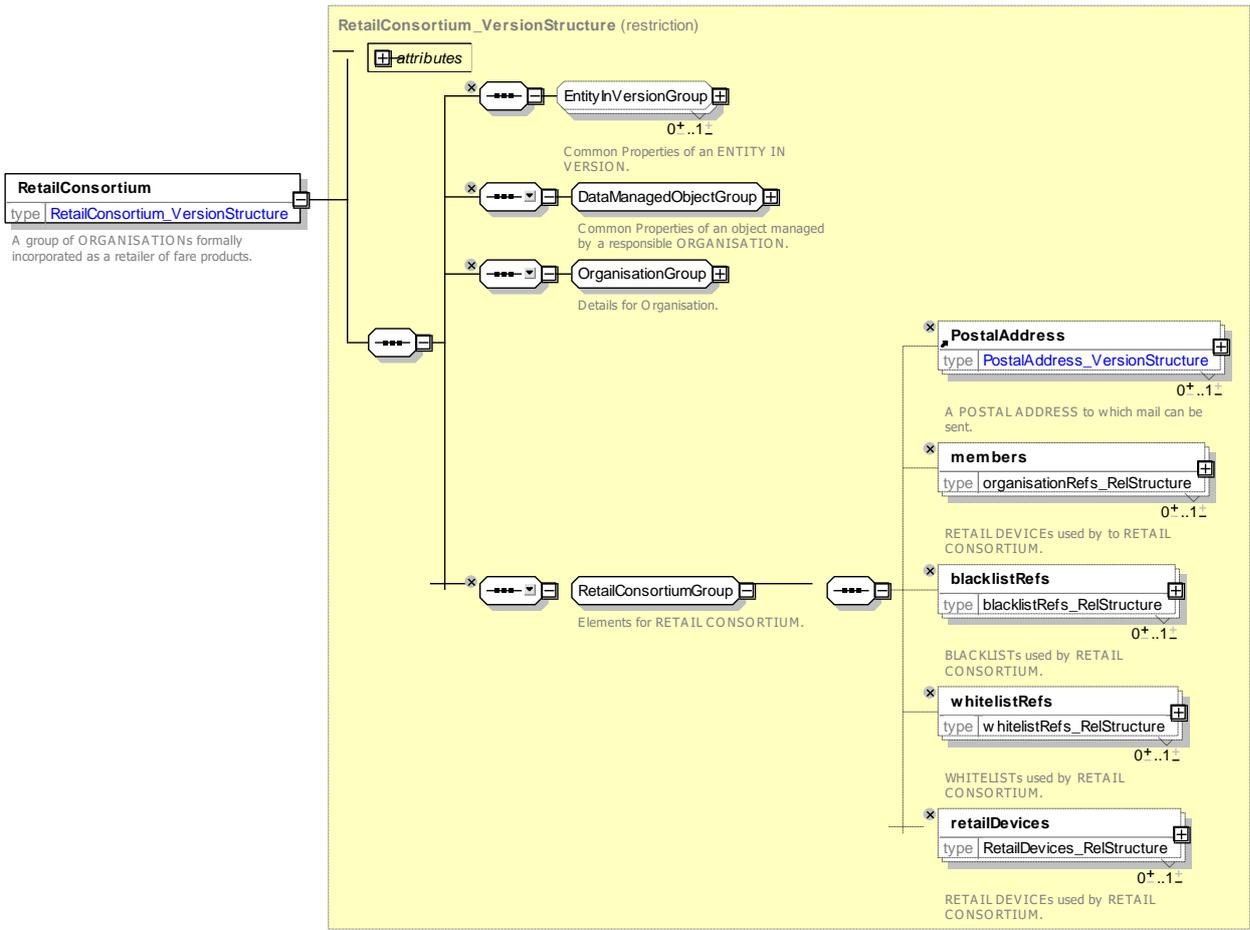 RetailConsortium_VersionStructure (restriction)
attributes
EntityInVersionGroup
0..1
Common Properties of an ENTITY IN
VERSION.
RetailConsortium
type RetailConsortium_VersionStructure
A group of ORGANISATIONs formally
incorporated as a retailer of fare products.
DataManagedObjectGroup
Common Properties of an object managed
by a responsible ORGANISATION.
OrganisationGroup
Details for Organisation.
PostalAddress
type PostalAddress_VersionStructure
0..1
A POSTAL ADDRESS to which mail can be
sent.
members
type organisationRefs_RelStructure
0..1
RETAIL DEVICEs used by to RETAIL
CONSORTIUM.
blacklistRefs
type blacklistRefs_RelStructure
0..1
BLACKLISTs used by RETAIL
CONSORTIUM.
RetailConsortiumGroup
Elements for RETAIL CONSORTIUM.
whitelistRefs
type whitelistRefs_RelStructure
0..1
WHITELISTs used by RETAIL
CONSORTIUM.
retailDevices
type RetailDevices_RelStructure
0..1
RETAIL DEVICEs used by RETAIL
CONSORTIUM.